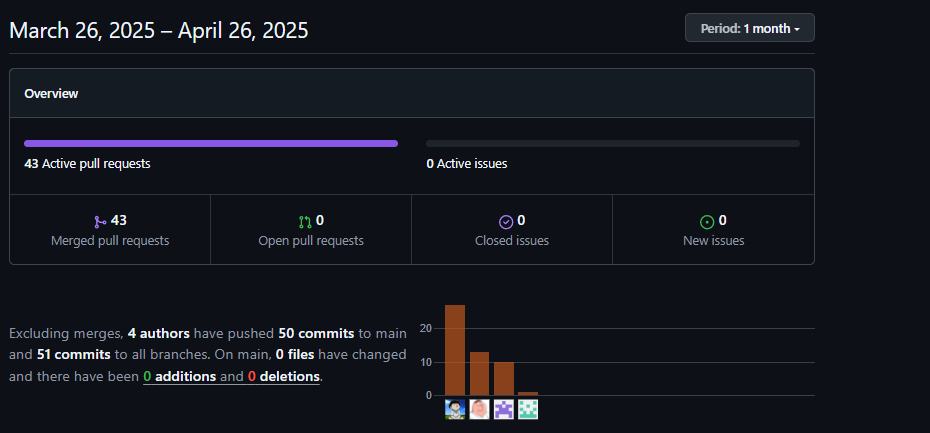 March 26, 2025 – April 26, 2025
Period: 1 month
Overview
43 Active pull requests
0 Active issues
43
Merged pull requests
0
Open pull requests
0
Closed issues
0
New issues
Excluding merges, 4 authors have pushed 50 commits to main
and 51 commits to all branches. On main, 0 files have changed
and there have been 0 additions and 0 deletions.
20
10
0